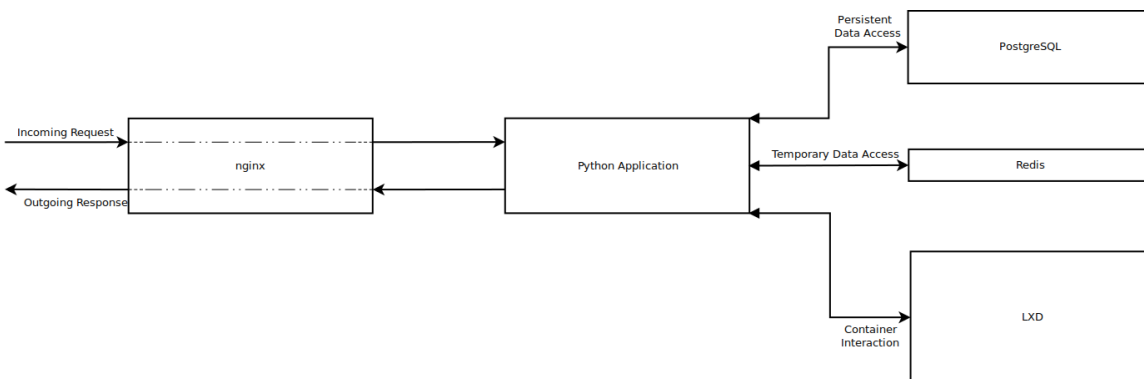 Persistent
Data Access
PostgreSQL
Incoming Request
nginx
Python Application
Temporary Data Access
Redis
Outgoing Response
Container
Interaction
LXD